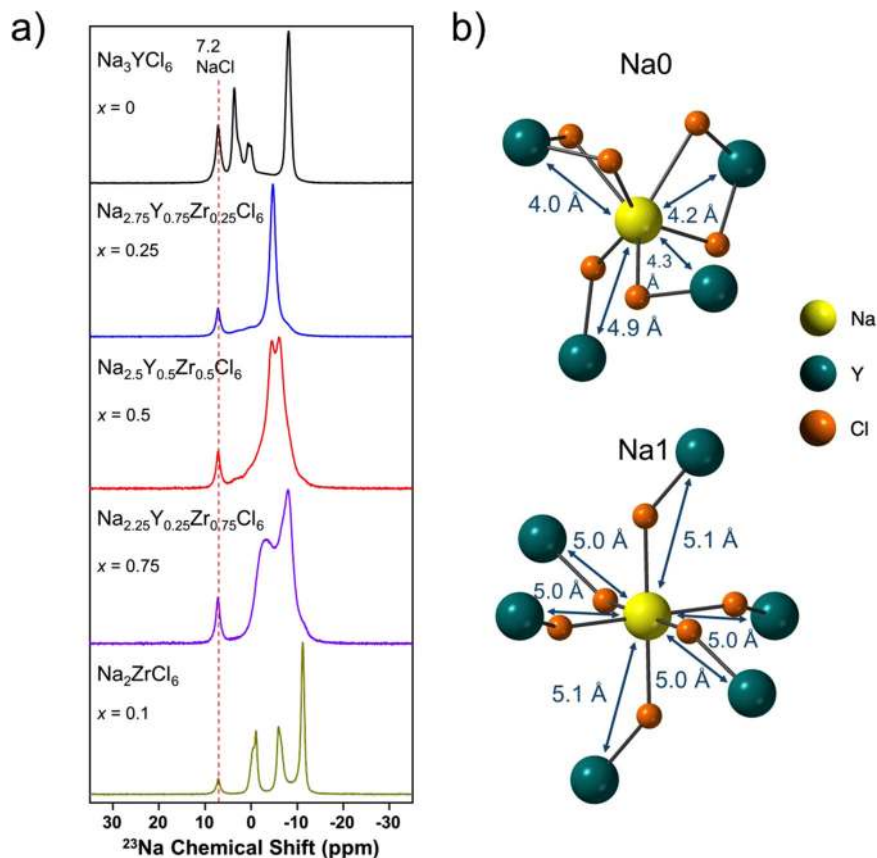 a)
7.2
NaCl
Na₃YCl₆
x = 0
Na₂.₇₅Y₀.₇₅Zr₀.₂₅Cl₆
x = 0.25
Na₂.₅Y₀.₅Zr₀.₅Cl₆
x = 0.5
Na₂.₂₅Y₀.₂₅Zr₀.₇₅Cl₆
x = 0.75
Na₂ZrCl₆
x = 0.1
30 20 10 0 -10 -20 -30
²³Na Chemical Shift (ppm)
b)
Na0
4.0 Å
4.2 Å
4.3
Å
4.9 Å
Na
Y
Cl
Na1
5.0 Å
5.1 Å
5.0 Å
5.0 Å
5.1 Å
5.0 Å